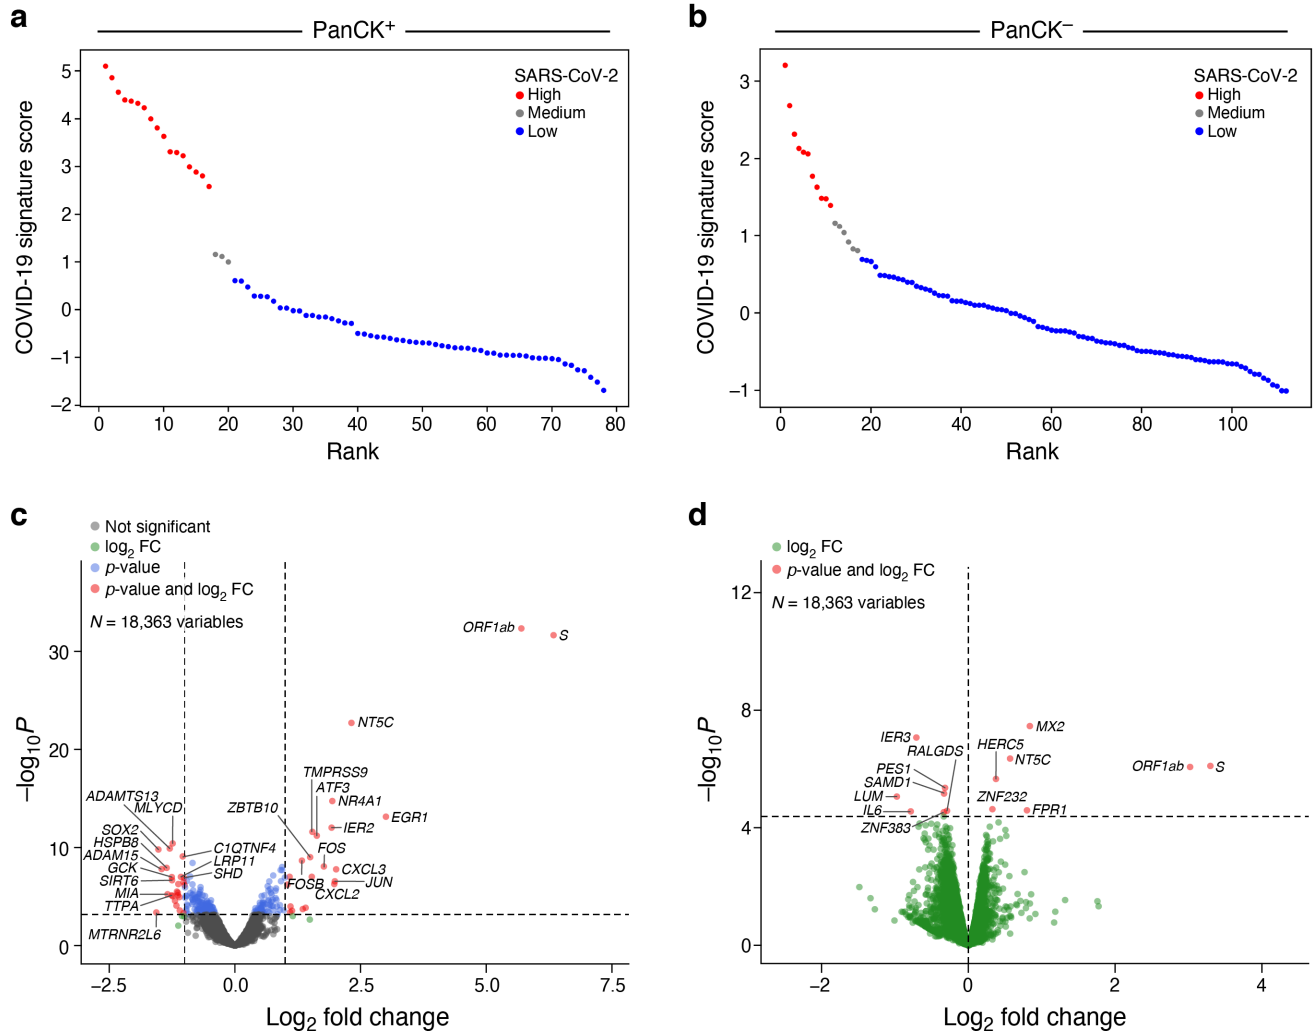 a
PanCK+
COVID-19 signature score
5
4
3
2
1
0
–1
–2
0 10 20 30 40 50 60 70 80
Rank
SARS-CoV-2
High
Medium
Low
b
PanCK–
COVID-19 signature score
3
2
1
0
–1
0 20 40 60 80 100
Rank
SARS-CoV-2
High
Medium
Low
c
Not significant
log2 FC
p-value
p-value and log2 FC
N = 18,363 variables
–log10P
30
20
10
0
ORF1ab
S
NT5C
TMPRSS9
ATF3
ZBTB10
NR4A1
EGR1
IER2
FOS
CXCL3
FOSB
JUN
CXCL2
ADAMTS13
MLYCD
SOX2
HSPB8
ADAM15
GCK
SIRT6
MIA
TTPA
MTRNR2L6
C1QTNF4
LRP11
SHD
–2.5 0.0 2.5 5.0 7.5
Log2 fold change
d
log2 FC
p-value and log2 FC
N = 18,363 variables
–log10P
12
8
4
0
MX2
IER3
RALGDS
HERC5
NT5C
ORF1ab
S
PES1
SAMD1
LUM
IL6
ZNF383
ZNF232
FPR1
–2 0 2 4
Log2 fold change